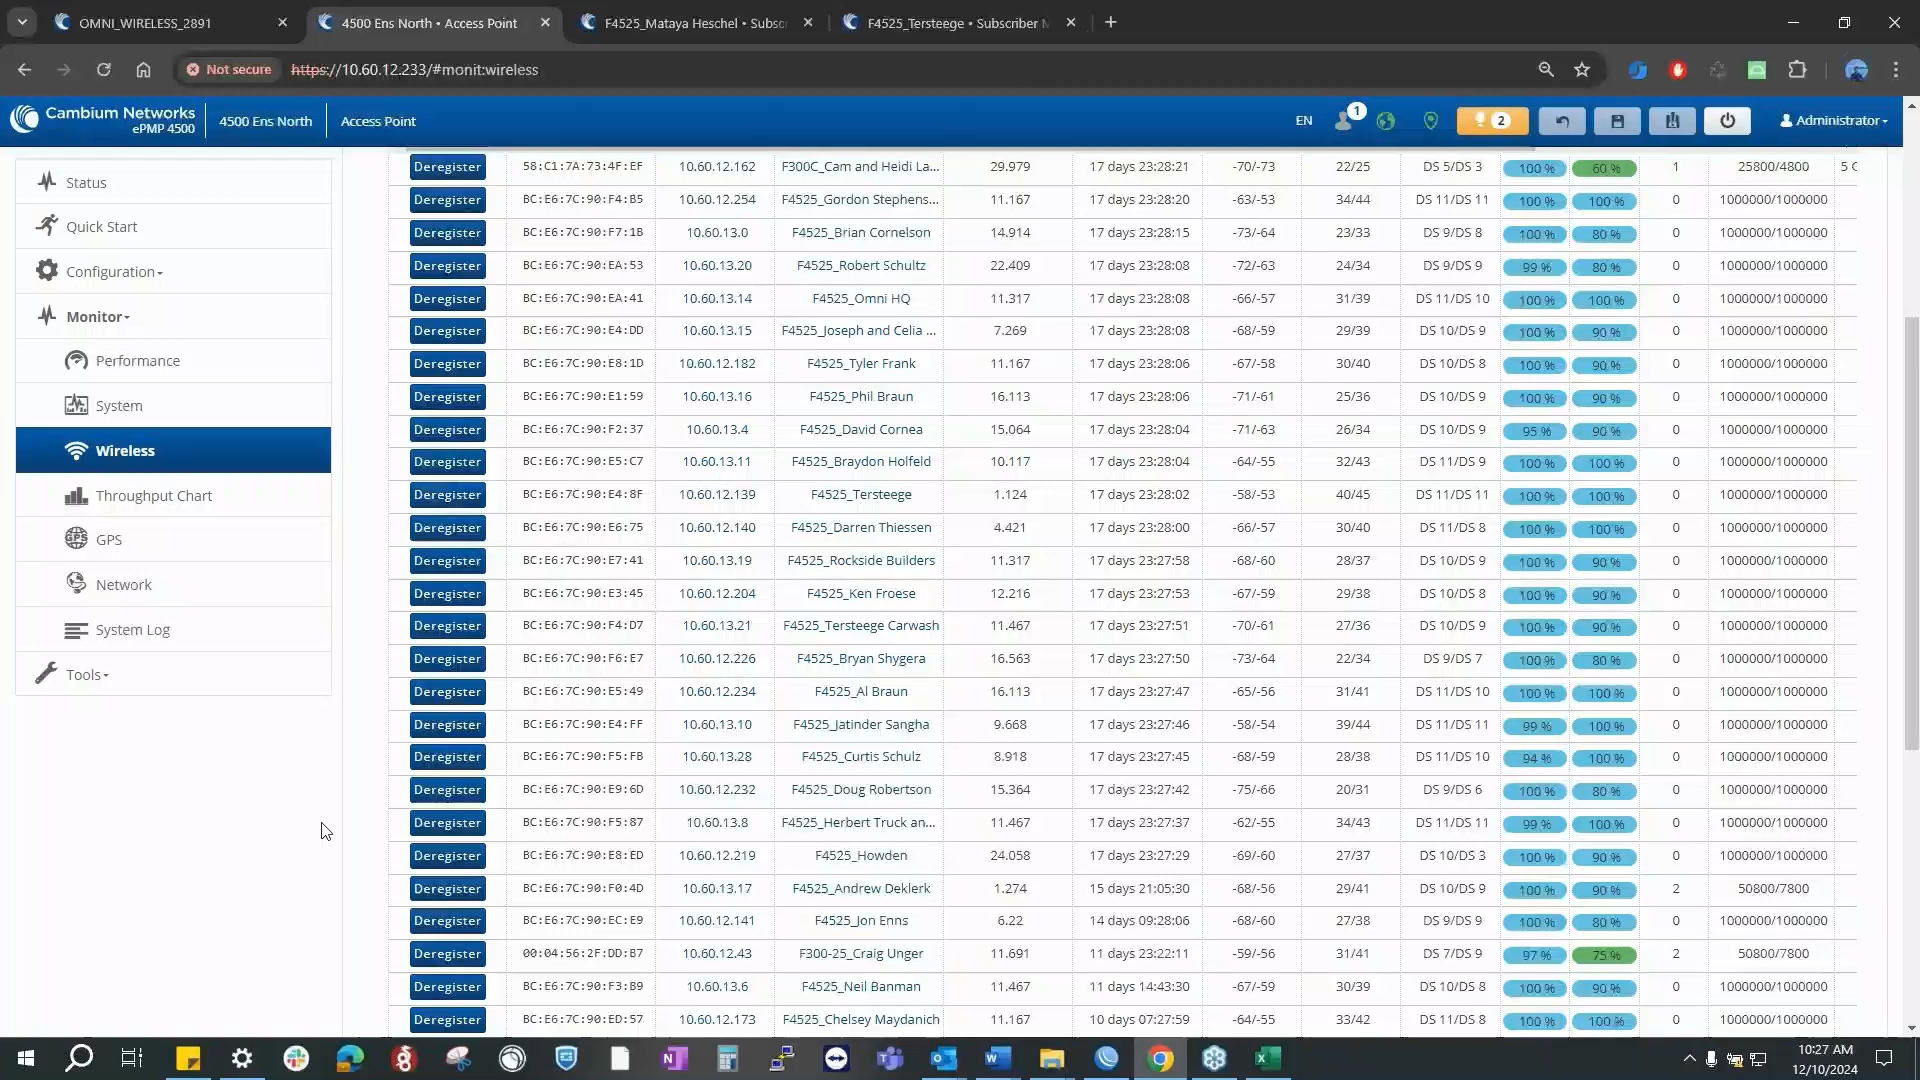 OMNI_WIRELESS_2891
4500 Ens North • Access Point
F4525_Mataya Heschel • Subsc
F4525_Tersteege • Subscriber M
Not secure
https://10.60.12.233/#monit:wireless
Cambium Networks
ePMP 4500
4500 Ens North
Access Point
EN
1
2
Administrator
Status
Quick Start
Configuration
Monitor
Performance
System
Wireless
Throughput Chart
GPS
Network
System Log
Tools
Deregister 58:C1:7A:73:4F:EF 10.60.12.162 F300C_Cam and Heidi La... 29.979 17 days 23:28:21 -70/-73 22/25 DS 5/DS 3 100 % 60 % 1 25800/4800
Deregister BC:E6:7C:90:F4:B5 10.60.12.254 F4525_Gordon Stephens... 11.167 17 days 23:28:20 -63/-53 34/44 DS 11/DS 11 100 % 100 % 0 1000000/1000000
Deregister BC:E6:7C:90:F7:1B 10.60.13.0 F4525_Brian Cornelson 14.914 17 days 23:28:15 -73/-64 23/33 DS 9/DS 8 100 % 80 % 0 1000000/1000000
Deregister BC:E6:7C:90:EA:53 10.60.13.20 F4525_Robert Schultz 22.409 17 days 23:28:08 -72/-63 24/34 DS 9/DS 9 99 % 80 % 0 1000000/1000000
Deregister BC:E6:7C:90:EA:41 10.60.13.14 F4525_Omni HQ 11.317 17 days 23:28:08 -66/-57 31/39 DS 11/DS 10 100 % 100 % 0 1000000/1000000
Deregister BC:E6:7C:90:E4:DD 10.60.13.15 F4525_Joseph and Celia ... 7.269 17 days 23:28:08 -68/-59 29/39 DS 10/DS 9 100 % 90 % 0 1000000/1000000
Deregister BC:E6:7C:90:E8:1D 10.60.12.182 F4525_Tyler Frank 11.167 17 days 23:28:06 -67/-58 30/40 DS 10/DS 8 100 % 90 % 0 1000000/1000000
Deregister BC:E6:7C:90:E1:59 10.60.13.16 F4525_Phil Braun 16.113 17 days 23:28:06 -71/-61 25/36 DS 10/DS 9 100 % 90 % 0 1000000/1000000
Deregister BC:E6:7C:90:F2:37 10.60.13.4 F4525_David Cornea 15.064 17 days 23:28:04 -71/-63 26/34 DS 10/DS 9 95 % 90 % 0 1000000/1000000
Deregister BC:E6:7C:90:E5:C7 10.60.13.11 F4525_Braydon Holfeld 10.117 17 days 23:28:04 -64/-55 32/43 DS 11/DS 9 100 % 100 % 0 1000000/1000000
Deregister BC:E6:7C:90:E4:8F 10.60.12.139 F4525_Tersteege 1.124 17 days 23:28:02 -58/-53 40/45 DS 11/DS 11 100 % 100 % 0 1000000/1000000
Deregister BC:E6:7C:90:E6:75 10.60.12.140 F4525_Darren Thiessen 4.421 17 days 23:28:00 -66/-57 30/40 DS 11/DS 8 100 % 100 % 0 1000000/1000000
Deregister BC:E6:7C:90:E7:41 10.60.13.19 F4525_Rockside Builders 11.317 17 days 23:27:58 -68/-60 28/37 DS 10/DS 9 100 % 90 % 0 1000000/1000000
Deregister BC:E6:7C:90:E3:45 10.60.12.204 F4525_Ken Froese 12.216 17 days 23:27:53 -67/-59 29/38 DS 10/DS 8 100 % 90 % 0 1000000/1000000
Deregister BC:E6:7C:90:F4:D7 10.60.13.21 F4525_Tersteege Carwash 11.467 17 days 23:27:51 -70/-61 27/36 DS 10/DS 9 100 % 90 % 0 1000000/1000000
Deregister BC:E6:7C:90:F6:E7 10.60.12.226 F4525_Bryan Shygera 16.563 17 days 23:27:50 -73/-64 22/34 DS 9/DS 7 100 % 80 % 0 1000000/1000000
Deregister BC:E6:7C:90:E5:49 10.60.12.234 F4525_Al Braun 16.113 17 days 23:27:47 -65/-56 31/41 DS 11/DS 10 100 % 100 % 0 1000000/1000000
Deregister BC:E6:7C:90:E4:FF 10.60.13.10 F4525_Jatinder Sangha 9.668 17 days 23:27:46 -58/-54 39/44 DS 11/DS 11 99 % 100 % 0 1000000/1000000
Deregister BC:E6:7C:90:F5:FB 10.60.13.28 F4525_Curtis Schulz 8.918 17 days 23:27:45 -68/-59 28/38 DS 11/DS 10 94 % 100 % 0 1000000/1000000
Deregister BC:E6:7C:90:E9:6D 10.60.12.232 F4525_Doug Robertson 15.364 17 days 23:27:42 -75/-66 20/31 DS 9/DS 6 100 % 80 % 0 1000000/1000000
Deregister BC:E6:7C:90:F5:87 10.60.13.8 F4525_Herbert Truck an... 11.467 17 days 23:27:37 -62/-55 34/43 DS 11/DS 11 99 % 100 % 0 1000000/1000000
Deregister BC:E6:7C:90:E8:ED 10.60.12.219 F4525_Howden 24.058 17 days 23:27:29 -69/-60 27/37 DS 10/DS 3 100 % 90 % 0 1000000/1000000
Deregister BC:E6:7C:90:F0:4D 10.60.13.17 F4525_Andrew Deklerk 1.274 15 days 21:05:30 -68/-56 29/41 DS 10/DS 9 100 % 90 % 2 50800/7800
Deregister BC:E6:7C:90:EC:E9 10.60.12.141 F4525_Jon Enns 6.22 14 days 09:28:06 -68/-60 27/38 DS 9/DS 9 100 % 80 % 0 1000000/1000000
Deregister 00:04:56:2F:DD:B7 10.60.12.43 F300-25_Craig Unger 11.691 11 days 23:22:11 -59/-56 31/41 DS 7/DS 9 97 % 75 % 2 50800/7800
Deregister BC:E6:7C:90:F3:B9 10.60.13.6 F4525_Neil Banman 11.467 11 days 14:43:30 -67/-59 30/39 DS 10/DS 8 100 % 90 % 0 1000000/1000000
Deregister BC:E6:7C:90:ED:57 10.60.12.173 F4525_Chelsey Maydanich 11.167 10 days 07:27:59 -64/-55 33/42 DS 11/DS 8 100 % 100 % 0 1000000/1000000
10:27 AM
12/10/2024